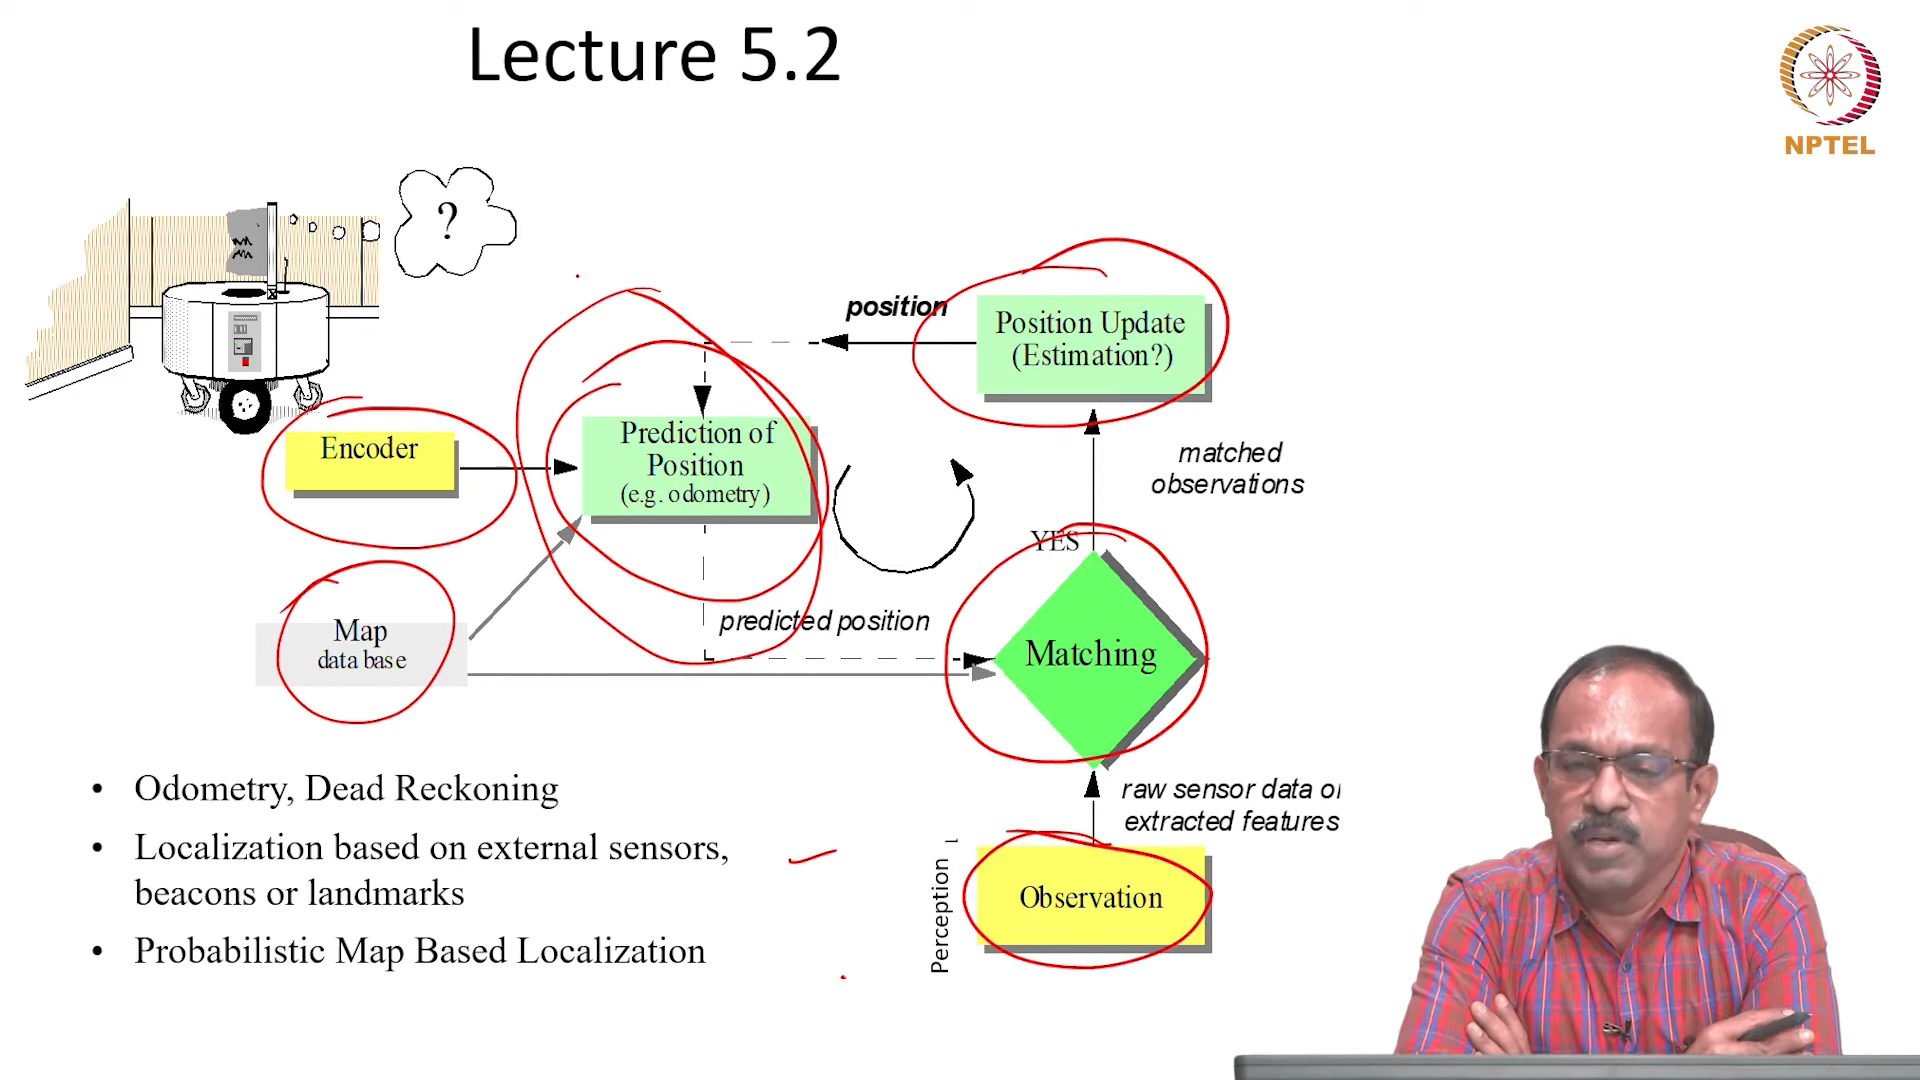 Lecture 5.2
NPTEL
?
position
Position Update
(Estimation?)
Encoder
Prediction of
Position
(e.g. odometry)
matched
observations
YES
Map
data base
predicted position
Matching
raw sensor data or
extracted features
Perception
Observation
• Odometry, Dead Reckoning
• Localization based on external sensors,
beacons or landmarks
• Probabilistic Map Based Localization